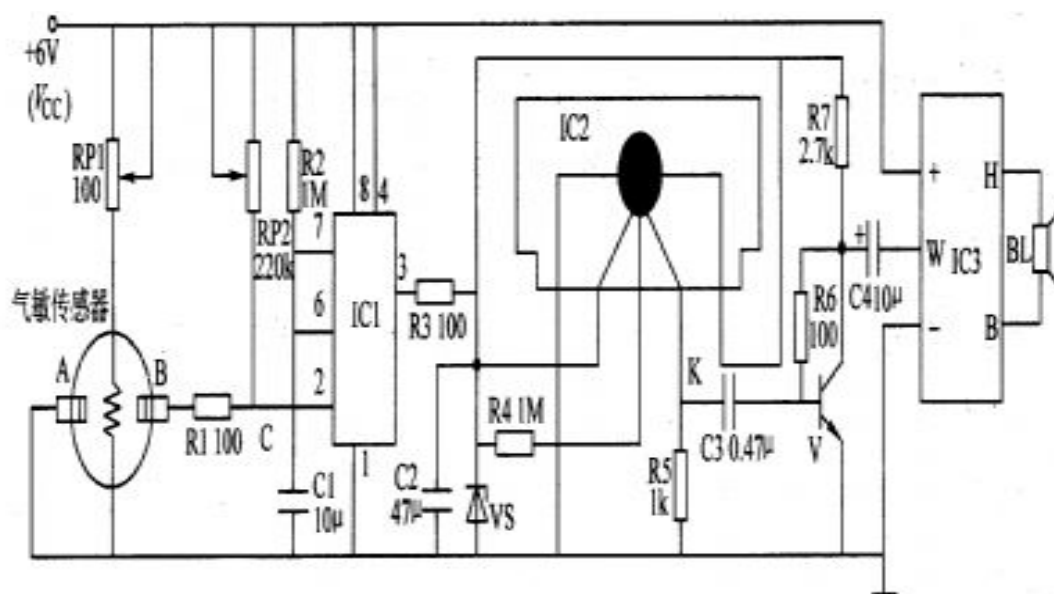 +6V
(VCC)
RP1
100
R2
1M
RP2
220k
8
4
7
6
2
3
1
IC1
R3 100
IC2
R7
2.7k
+
C4 10μ
R6
100
+
H
W
IC3
BL
−
B
气敏传感器
A
B
R1 100
C
C1
10μ
C2
47μ
R4 1M
VS
K
C3 0.47μ
R5
1k
V